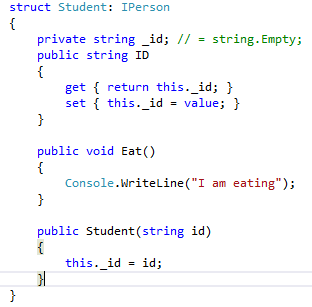 struct Student: IPerson
{
    private string _id; // = string.Empty;
    public string ID
    {
        get { return this._id; }
        set { this._id = value; }
    }
    public void Eat()
    {
        Console.WriteLine("I am eating");
    }
    public Student(string id)
    {
        this._id = id;
    }
}